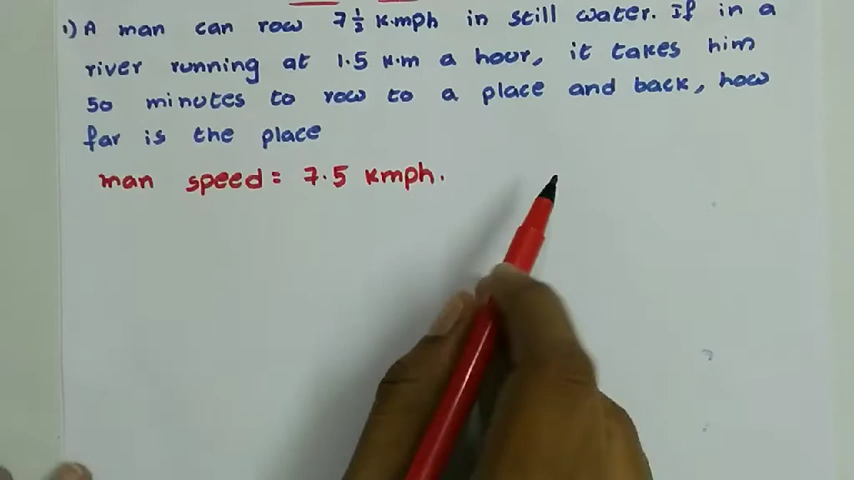 1) A man can row 7 1/2 K.mph in still water. If in a
river running at 1.5 K.m a hour, it takes him
50 minutes to row to a place and back, how
far is the place
man speed = 7.5 Kmph.